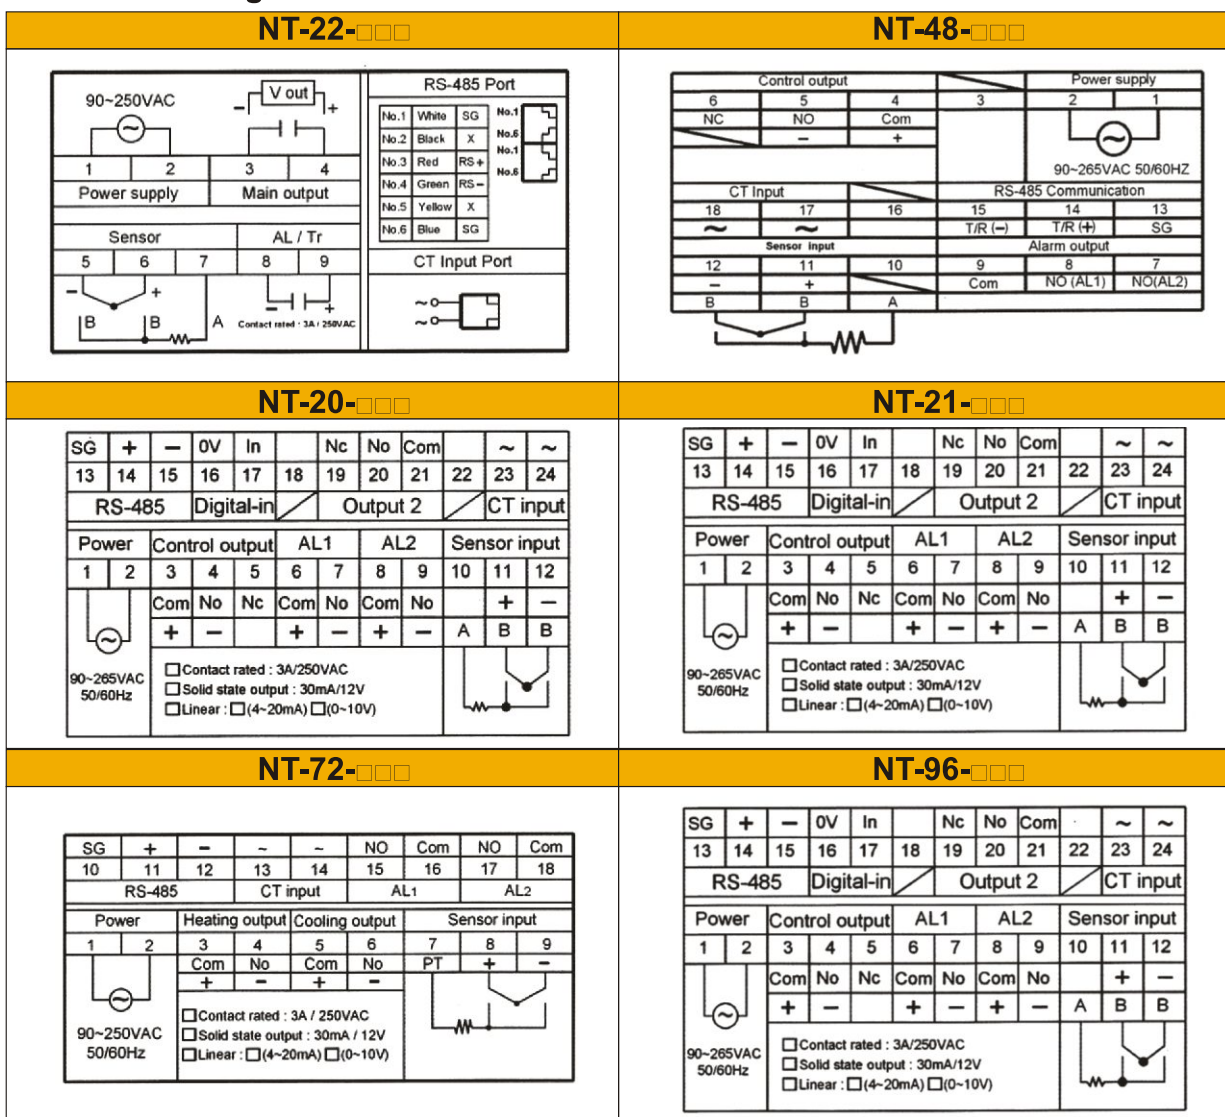 NT-22-□□□
90~250VAC
V out
- +
1 2 3 4
Power supply Main output
Sensor AL / Tr
5 6 7 8 9
- + - +
B B A Contact rated : 3A / 250VAC
RS-485 Port
No.1 White SG
No.2 Black X
No.3 Red RS+
No.4 Green RS-
No.5 Yellow X
No.6 Blue SG
No.1
No.6
No.1
No.6
CT Input Port
~
~
NT-48-□□□
Control output Power supply
6 5 4 3 2 1
NC NO Com
- +
~
90~265VAC 50/60HZ
CT Input RS-485 Communication
18 17 16 15 14 13
~ ~ T/R (-) T/R (+) SG
Sensor input Alarm output
12 11 10 9 8 7
- + Com NO (AL1) NO(AL2)
B B A
NT-20-□□□
SG + - 0V In Nc No Com ~ ~
13 14 15 16 17 18 19 20 21 22 23 24
RS-485 Digital-in Output 2 CT input
Power Control output AL1 AL2 Sensor input
1 2 3 4 5 6 7 8 9 10 11 12
Com No Nc Com No Com No + -
+ - + - + - A B B
~
90~265VAC
50/60Hz
□Contact rated : 3A/250VAC
□Solid state output : 30mA/12V
□Linear : □(4~20mA) □(0~10V)
NT-21-□□□
SG + - 0V In Nc No Com ~ ~
13 14 15 16 17 18 19 20 21 22 23 24
RS-485 Digital-in Output 2 CT input
Power Control output AL1 AL2 Sensor input
1 2 3 4 5 6 7 8 9 10 11 12
Com No Nc Com No Com No + -
+ - + - + - A B B
~
90~265VAC
50/60Hz
□Contact rated : 3A/250VAC
□Solid state output : 30mA/12V
□Linear : □(4~20mA) □(0~10V)
NT-72-□□□
SG + - ~ ~ NO Com NO Com
10 11 12 13 14 15 16 17 18
RS-485 CT input AL1 AL2
Power Heating output Cooling output Sensor input
1 2 3 4 5 6 7 8 9
Com No Com No PT + -
+ - + -
~
90~250VAC
50/60Hz
□Contact rated : 3A / 250VAC
□Solid state output : 30mA / 12V
□Linear : □(4~20mA) □(0~10V)
NT-96-□□□
SG + - 0V In Nc No Com ~ ~
13 14 15 16 17 18 19 20 21 22 23 24
RS-485 Digital-in Output 2 CT input
Power Control output AL1 AL2 Sensor input
1 2 3 4 5 6 7 8 9 10 11 12
Com No Nc Com No Com No + -
+ - + - + - A B B
~
90~265VAC
50/60Hz
□Contact rated : 3A/250VAC
□Solid state output : 30mA/12V
□Linear : □(4~20mA) □(0~10V)